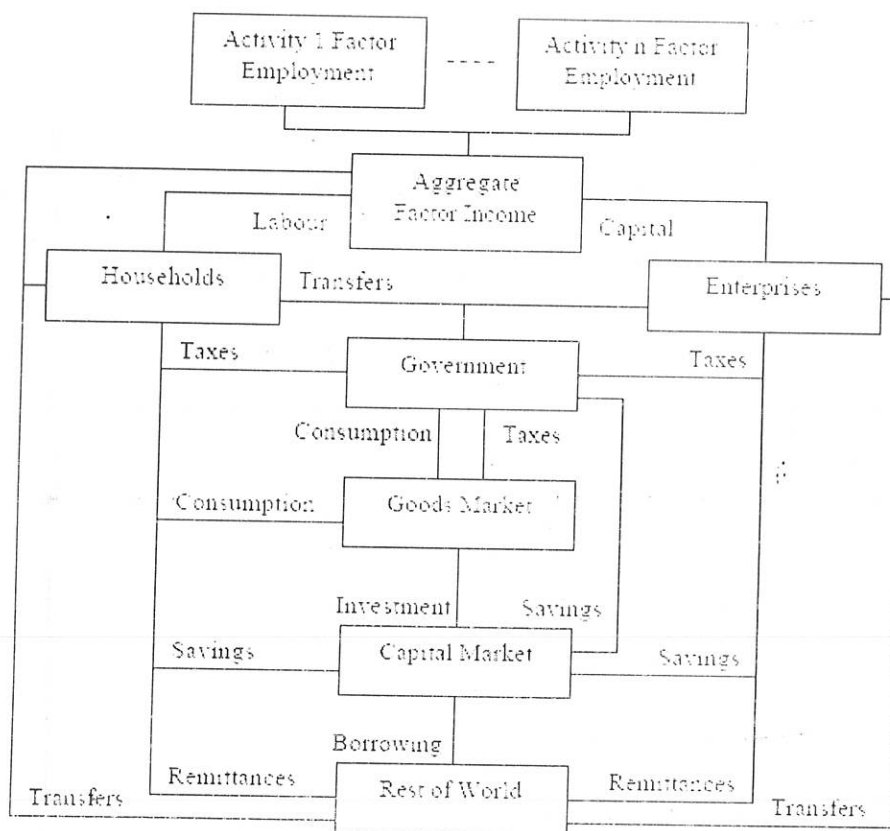 Activity 1 Factor
Employment
- - - -
Activity n Factor
Employment
Aggregate
Factor Income
Labour
Capital
Households
Transfers
Enterprises
Taxes
Government
Taxes
Consumption
Taxes
Consumption
Goods Market
Investment
Savings
Savings
Capital Market
Savings
Borrowing
Remittances
Rest of World
Remittances
Transfers
Transfers